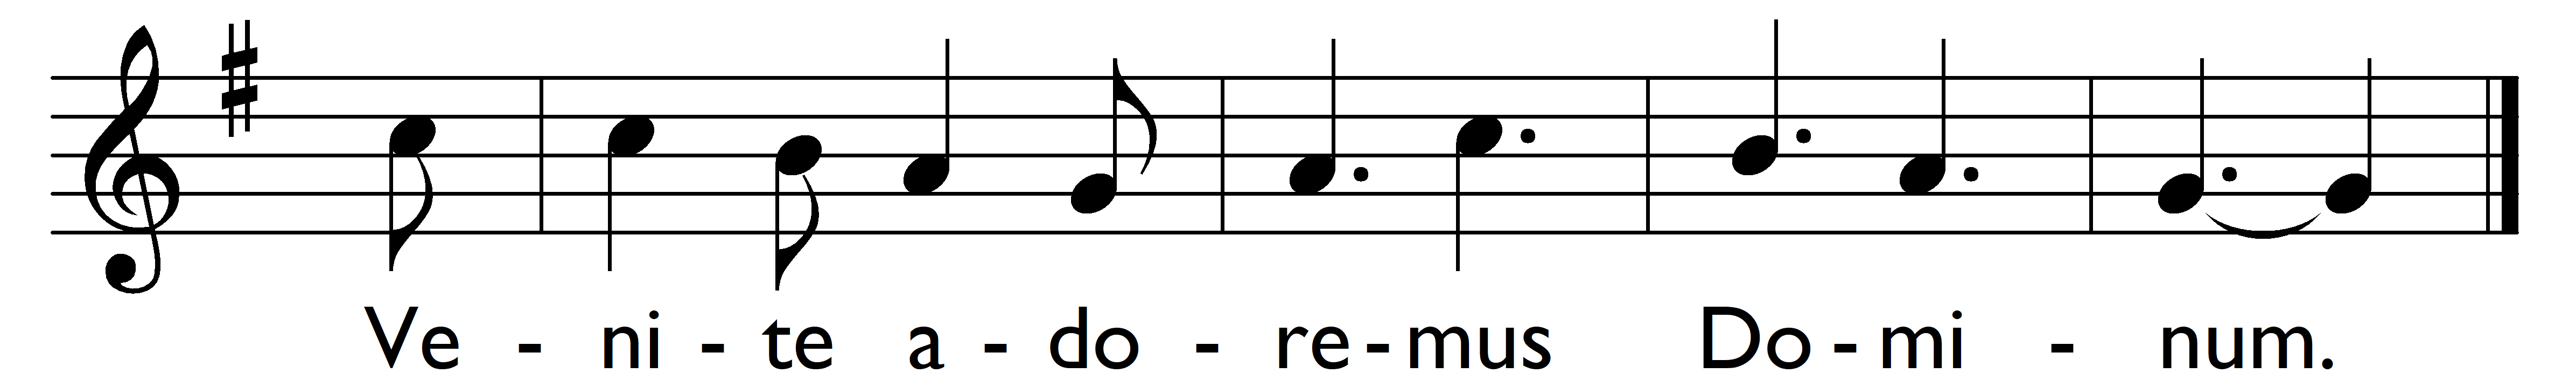 Ve - ni - te a - do - re - mus Do - mi - num.